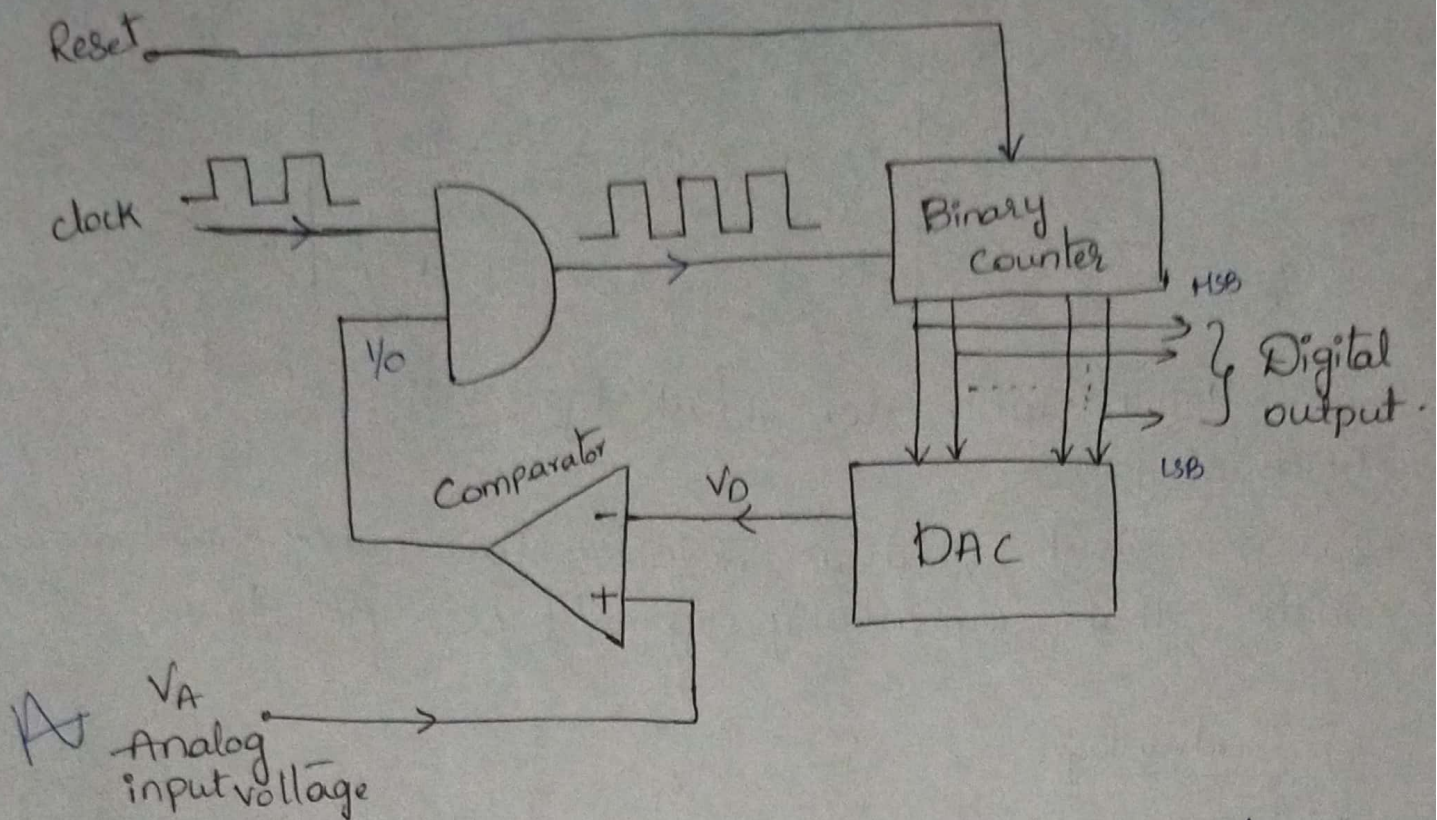 Reset
clock
Binary
counter
MSB
1/0
Digital
output.
Comparator
VD
LSB
-
DAC
+
VA
Analog
input voltage